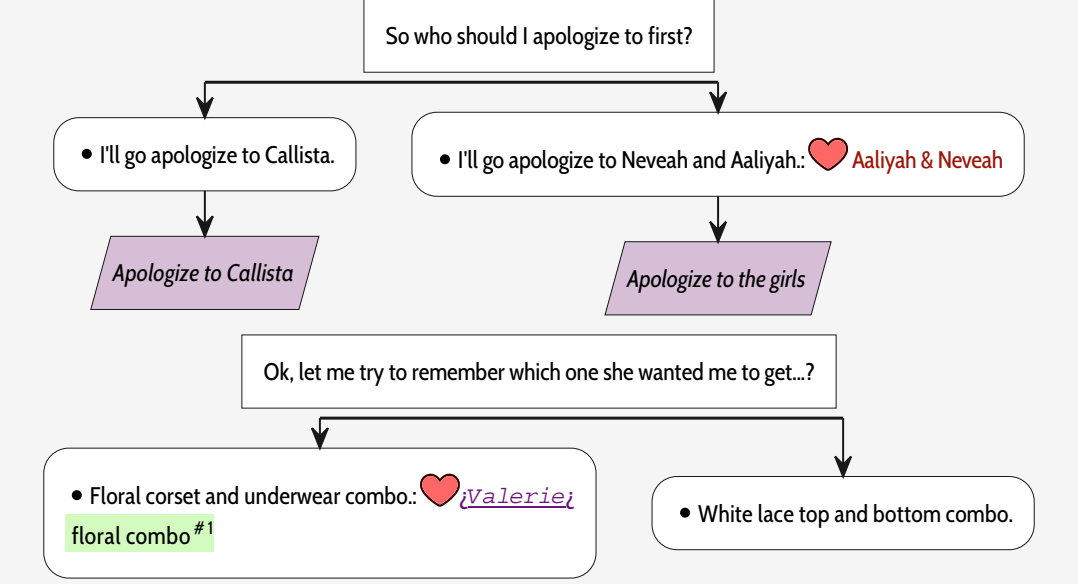 So who should I apologize to first?
• I'll go apologize to Callista.
• I'll go apologize to Neveah and Aaliyah.: Aaliyah & Neveah
Apologize to Callista
Apologize to the girls
Ok, let me try to remember which one she wanted me to get...?
• Floral corset and underwear combo.: ¿Valerie¿
floral combo #1
• White lace top and bottom combo.